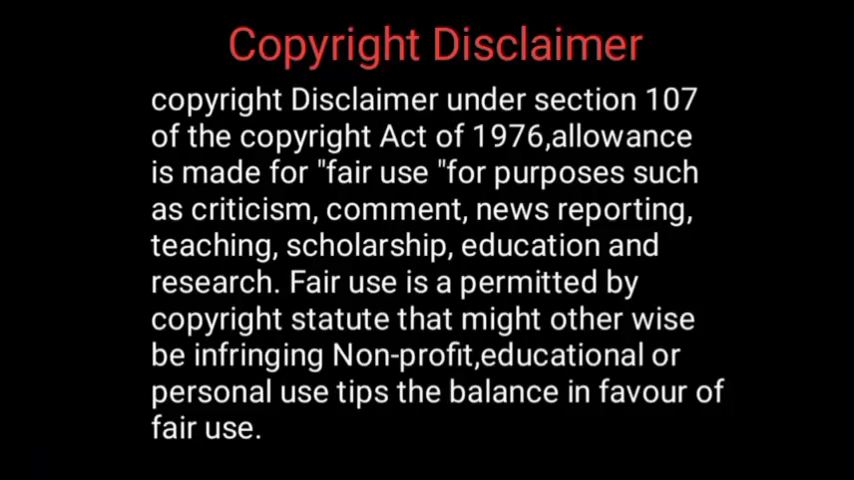 Copyright Disclaimer
copyright Disclaimer under section 107
of the copyright Act of 1976,allowance
is made for "fair use "for purposes such
as criticism, comment, news reporting,
teaching, scholarship, education and
research. Fair use is a permitted by
copyright statute that might other wise
be infringing Non-profit,educational or
personal use tips the balance in favour of
fair use.